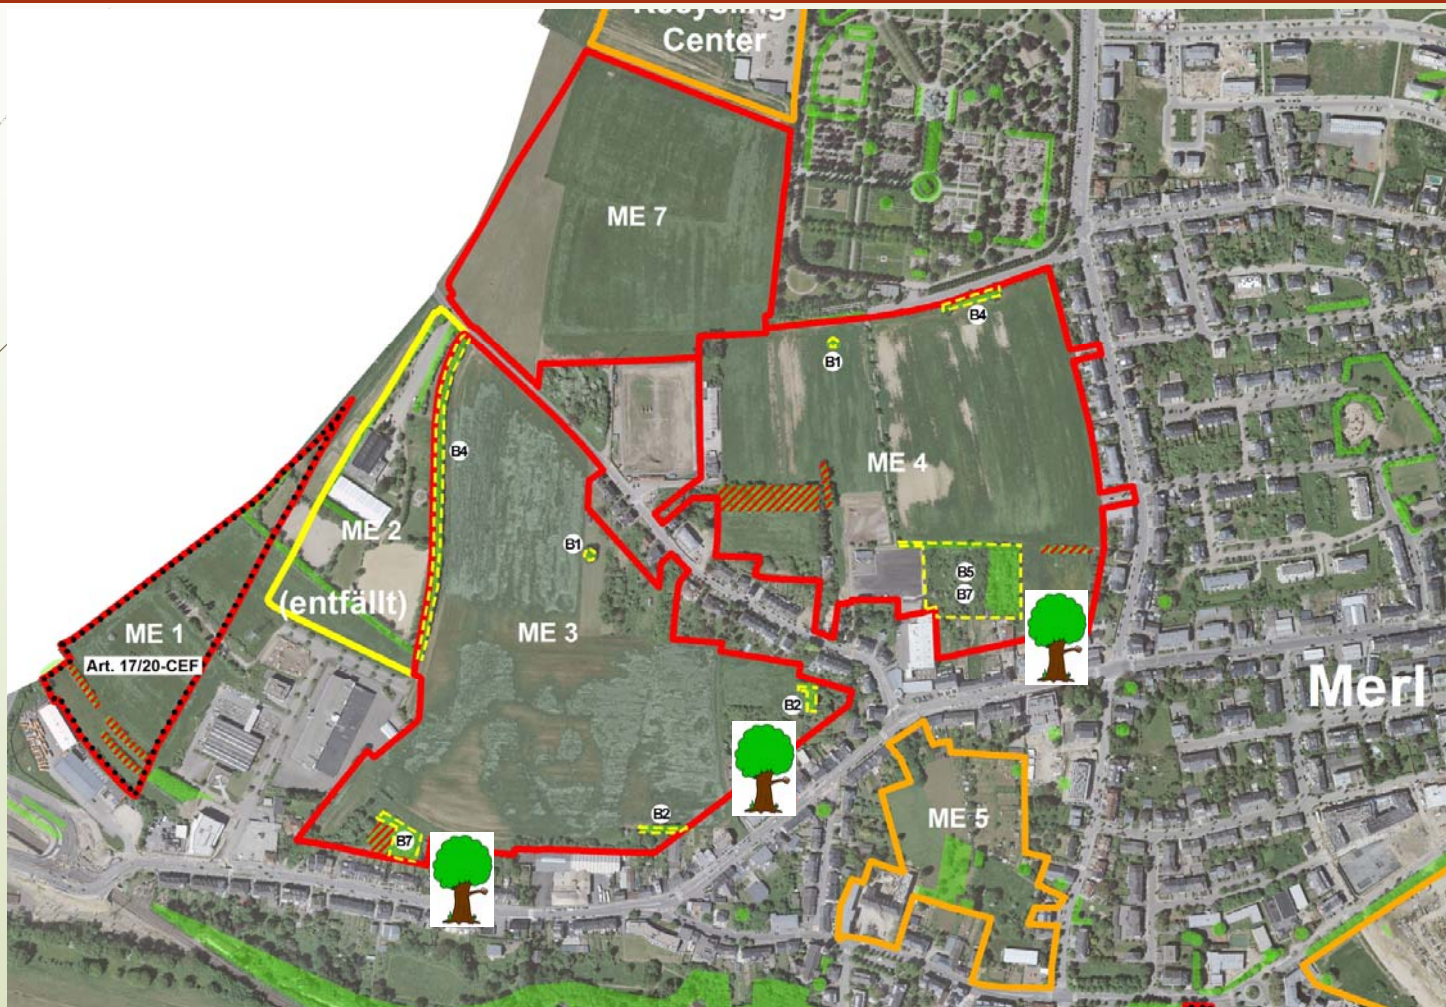 Recycling
Center
ME 7
B4
B1
B4
ME 4
ME 2
B1
B5
B7
(entfällt)
ME 1
ME 3
Art. 17/20-CEF
Merl
B2
B2
ME 5
B7